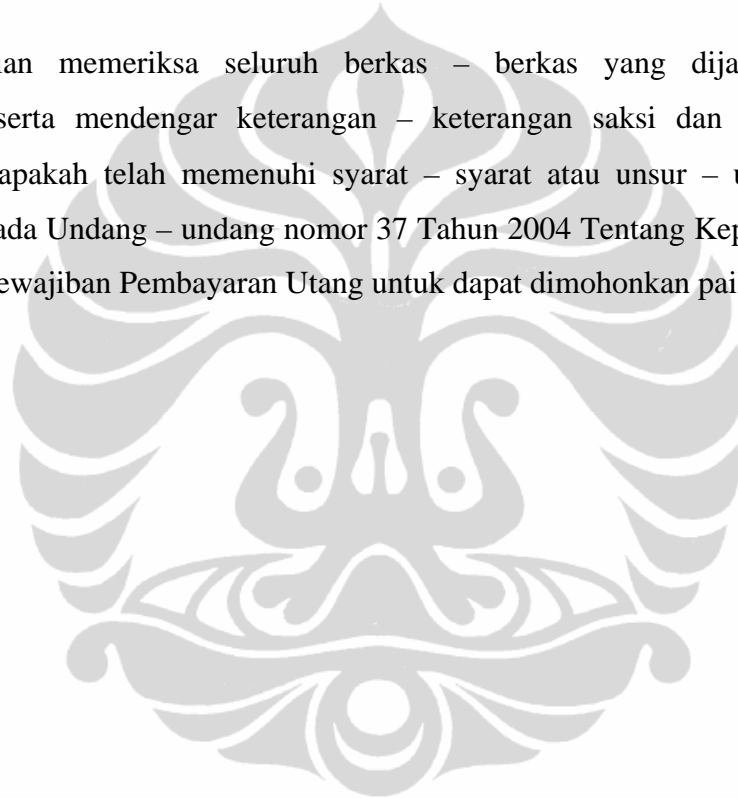 an memeriksa seluruh berkas – berkas yang dija
serta mendengar keterangan – keterangan saksi dan
apakah telah memenuhi syarat – syarat atau unsur – u
ada Undang – undang nomor 37 Tahun 2004 Tentang Kep
ewajiban Pembayaran Utang untuk dapat dimohonkan pai